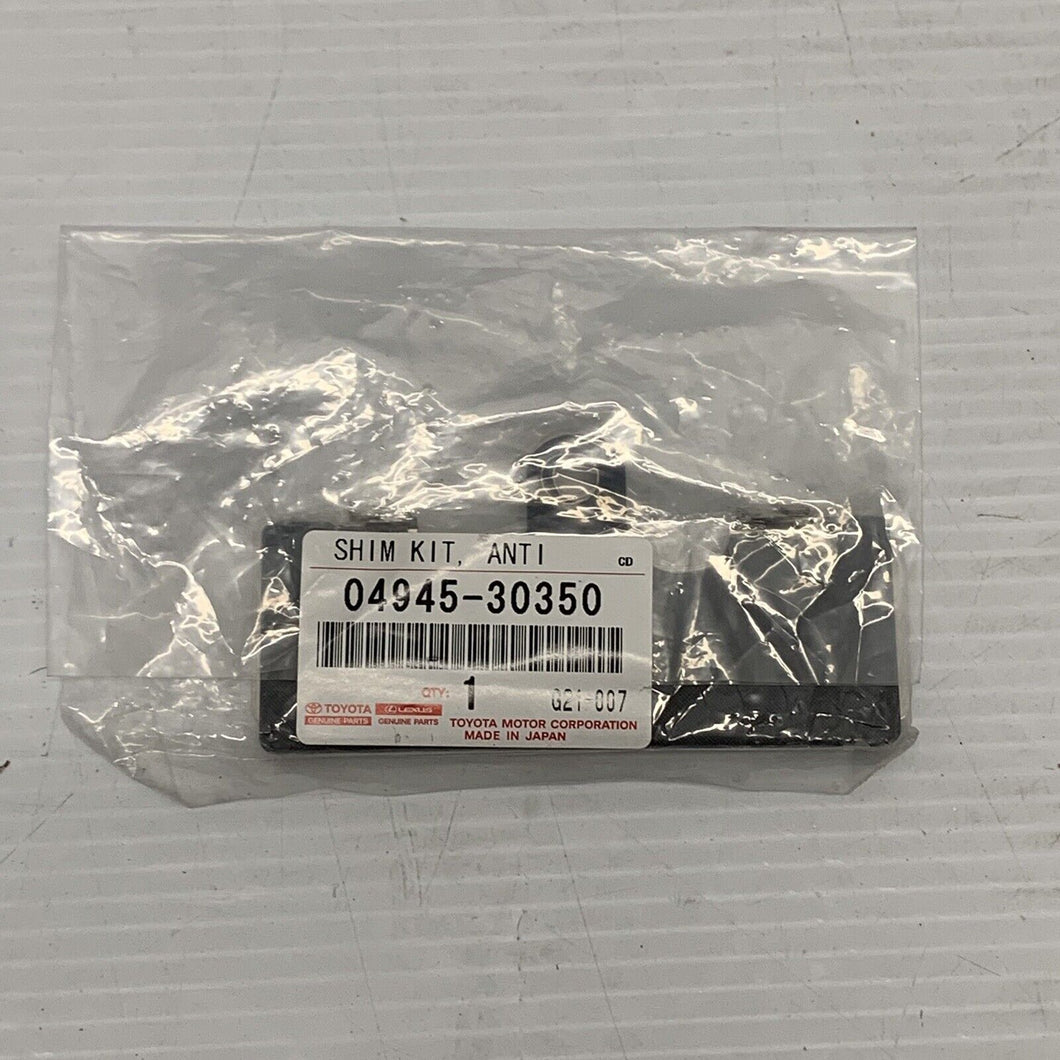 SHIM KIT, ANTI CD
04945-30350
QTY: 1 G21-007
TOYOTA LEXUS
GENUINE PARTS GENUINE PARTS
TOYOTA MOTOR CORPORATION
MADE IN JAPAN